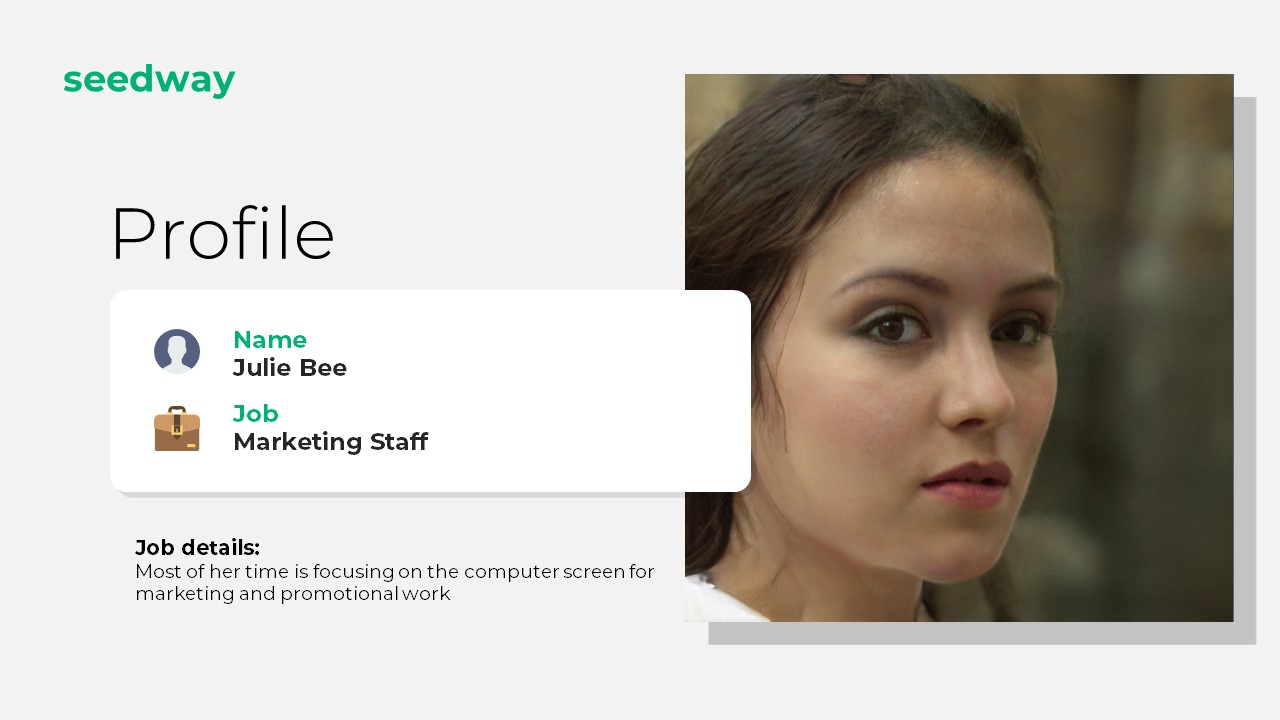 seedway
Profile
Name
Julie Bee
Job
Marketing Staff
Job details:
Most of her time is focusing on the computer screen for
marketing and promotional work